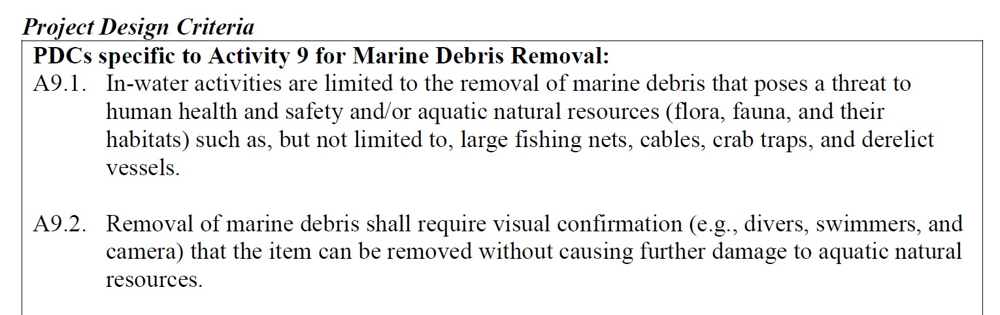 Project Design Criteria
PDCs specific to Activity 9 for Marine Debris Removal:
A9.1. In-water activities are limited to the removal of marine debris that poses a threat to
human health and safety and/or aquatic natural resources (flora, fauna, and their
habitats) such as, but not limited to, large fishing nets, cables, crab traps, and derelict
vessels.
A9.2. Removal of marine debris shall require visual confirmation (e.g., divers, swimmers, and
camera) that the item can be removed without causing further damage to aquatic natural
resources.